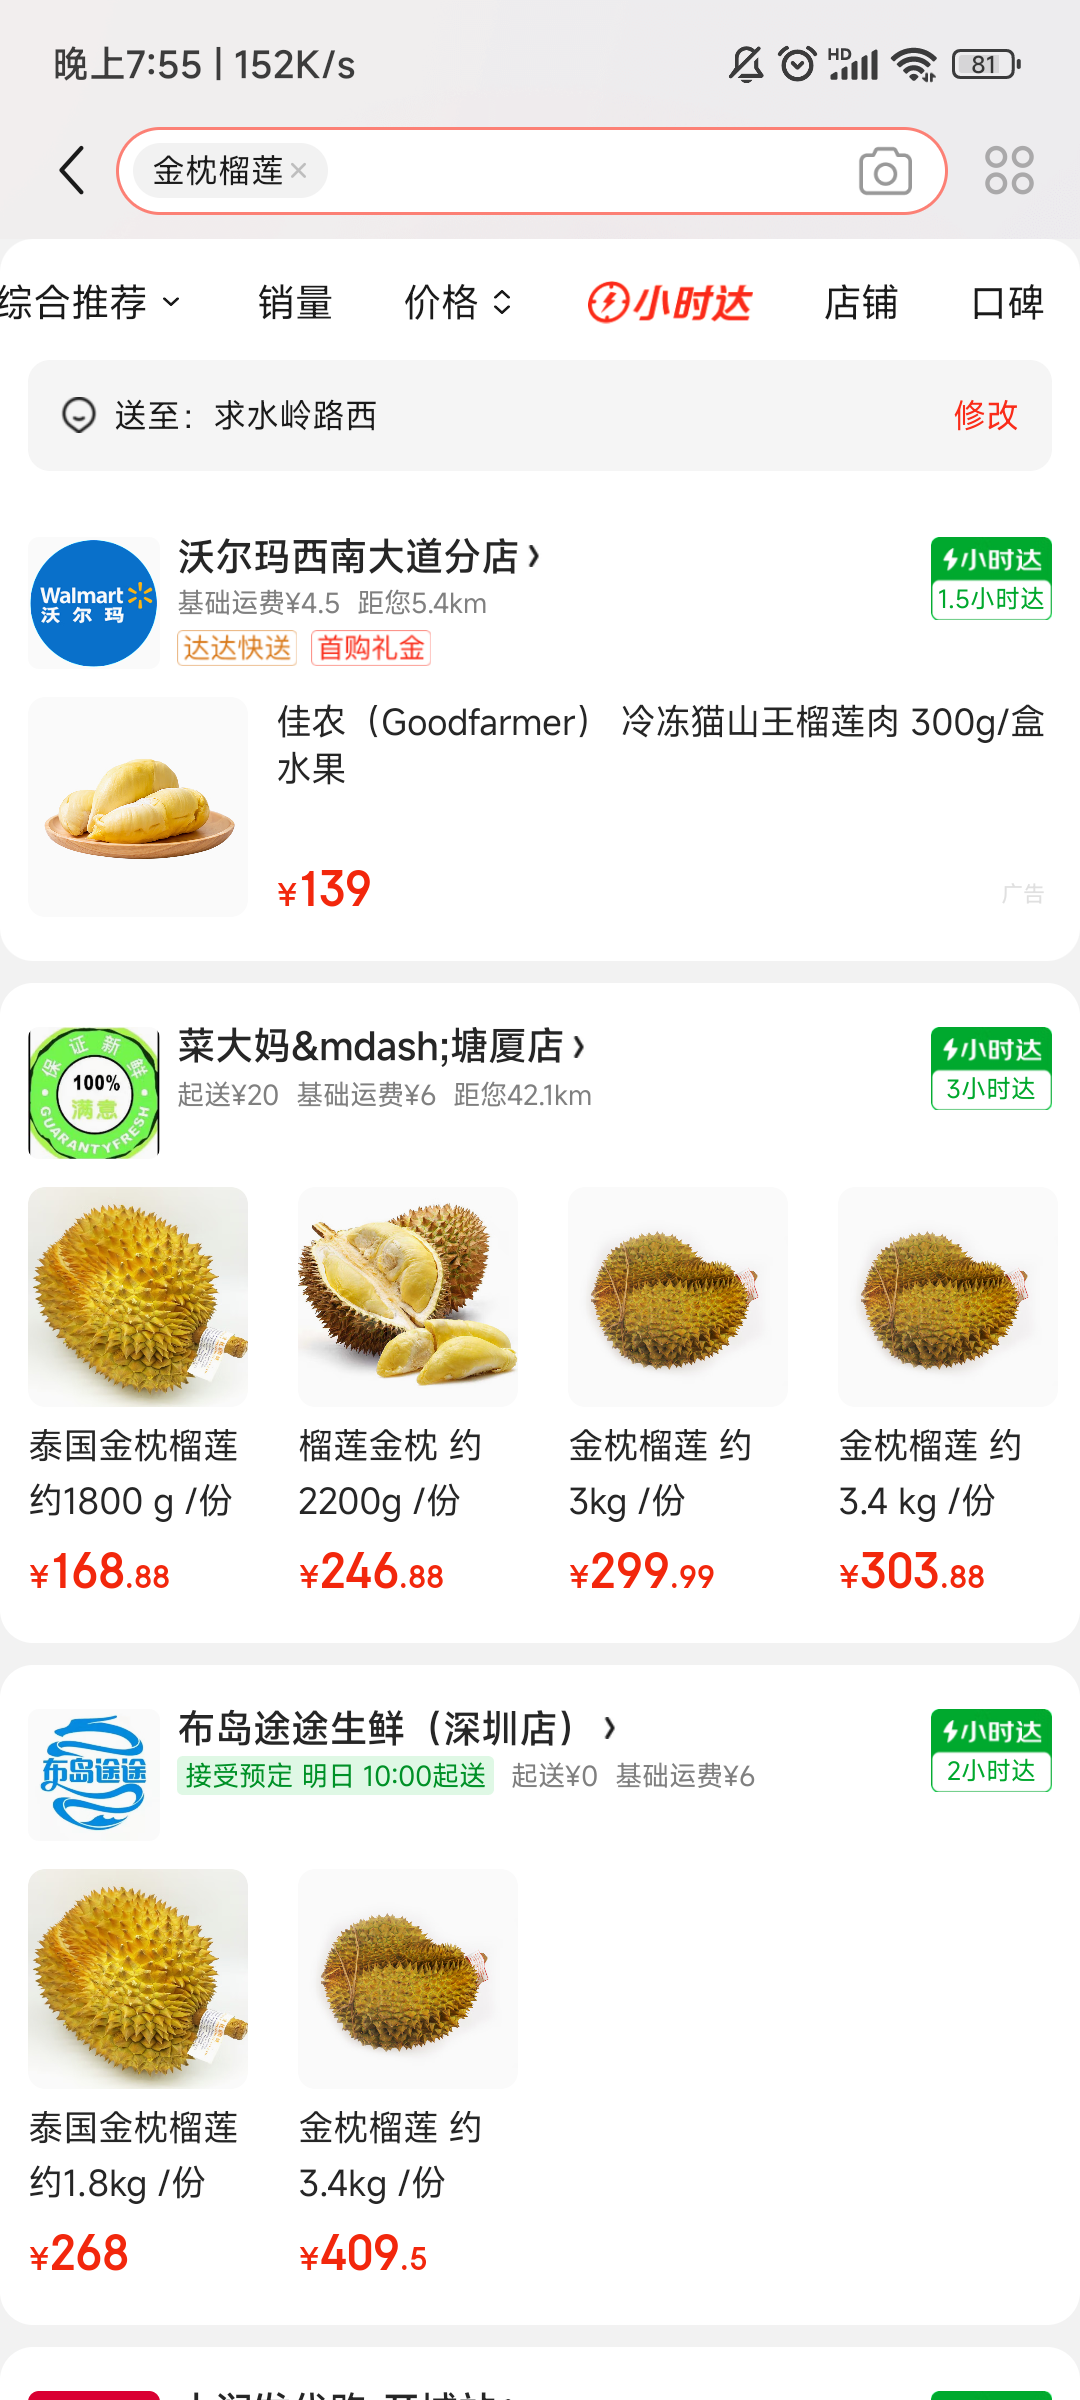 晚上7:55 | 152K/s
HD
81
金枕榴莲 ×
综合推荐
销量
价格
小时达
店铺
口碑
送至：求水岭路西
修改
Walmart
沃尔玛
沃尔玛西南大道分店
小时达
1.5小时达
基础运费¥4.5 距您5.4km
达达快送
首购礼金
佳农（Goodfarmer） 冷冻猫山王榴莲肉 300g/盒
水果
¥139
广告
保证新鲜
100%
满意
GUARANTYFRESH
菜大妈&mdash;塘厦店
小时达
3小时达
起送¥20 基础运费¥6 距您42.1km
泰国金枕榴莲
约1800 g /份
¥168.88
榴莲金枕 约
2200g /份
¥246.88
金枕榴莲 约
3kg /份
¥299.99
金枕榴莲 约
3.4 kg /份
¥303.88
布岛途途
布岛途途生鲜（深圳店）
小时达
2小时达
接受预定 明日 10:00起送 起送¥0 基础运费¥6
泰国金枕榴莲
约1.8kg /份
¥268
金枕榴莲 约
3.4kg /份
¥409.5